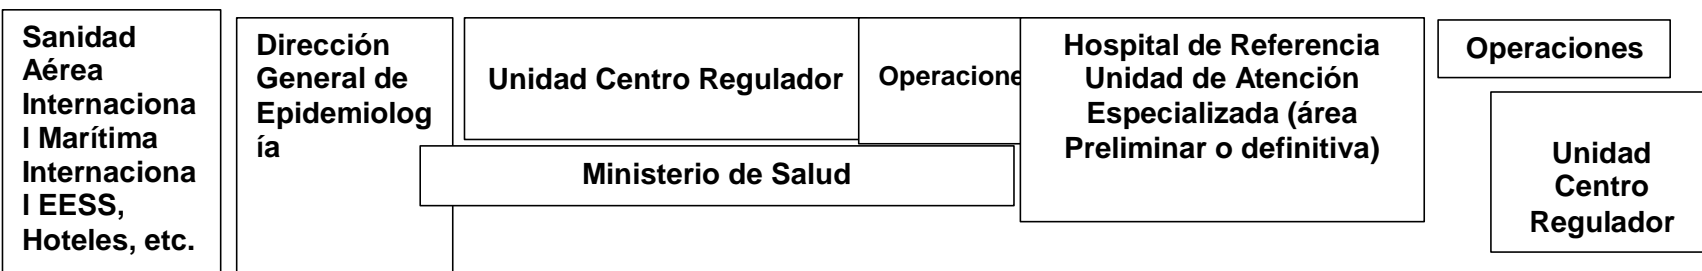 Sanidad
Aérea
Internaciona
l Marítima
Internaciona
l EESS,
Hoteles, etc.
Dirección
General de
Epidemiolog
ía
Unidad Centro Regulador
Operacione
Ministerio de Salud
Hospital de Referencia
Unidad de Atención
Especializada (área
Preliminar o definitiva)
Operaciones
Unidad
Centro
Regulador